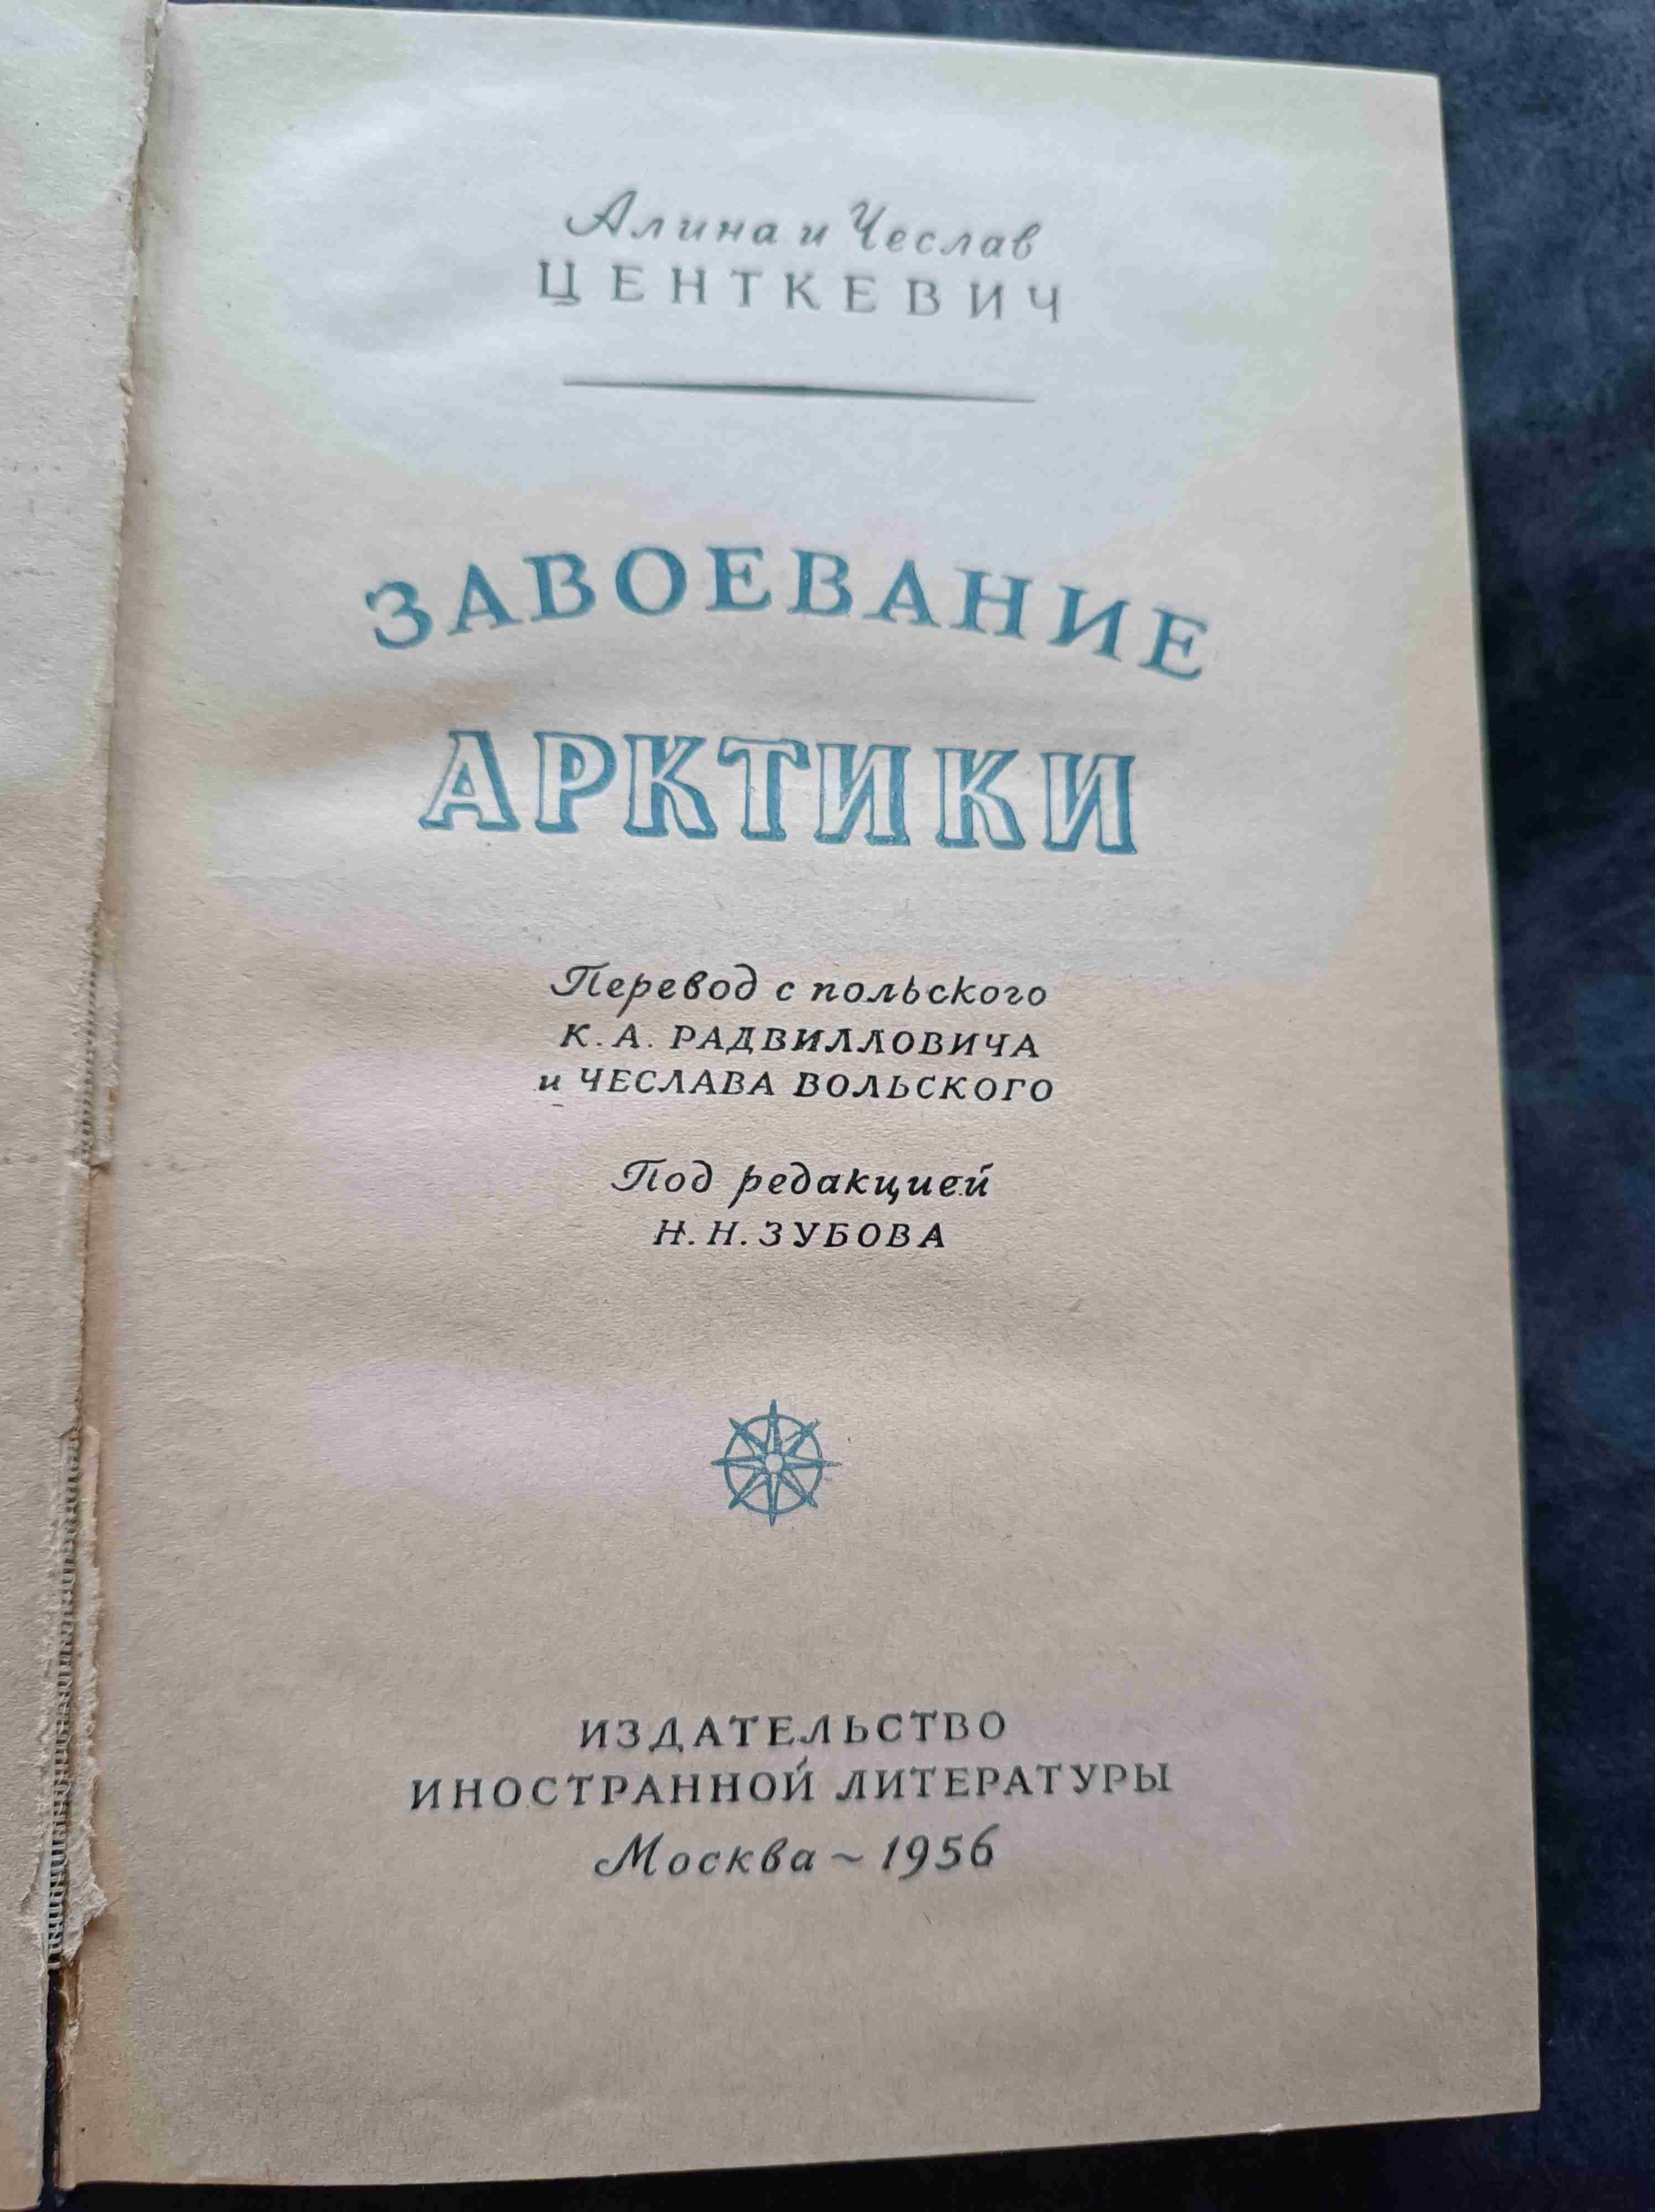 Алина и Чеслав
ЦЕНТКЕВИЧ
ЗАВОЕВАНИЕ
АРКТИКИ
Перевод с польского
К. А. РАДВИЛЛОВИЧА
и ЧЕСЛАВА ВОЛЬСКОГО
Под редакцией
Н. Н. ЗУБОВА
ИЗДАТЕЛЬСТВО
ИНОСТРАННОЙ ЛИТЕРАТУРЫ
Москва ~ 1956